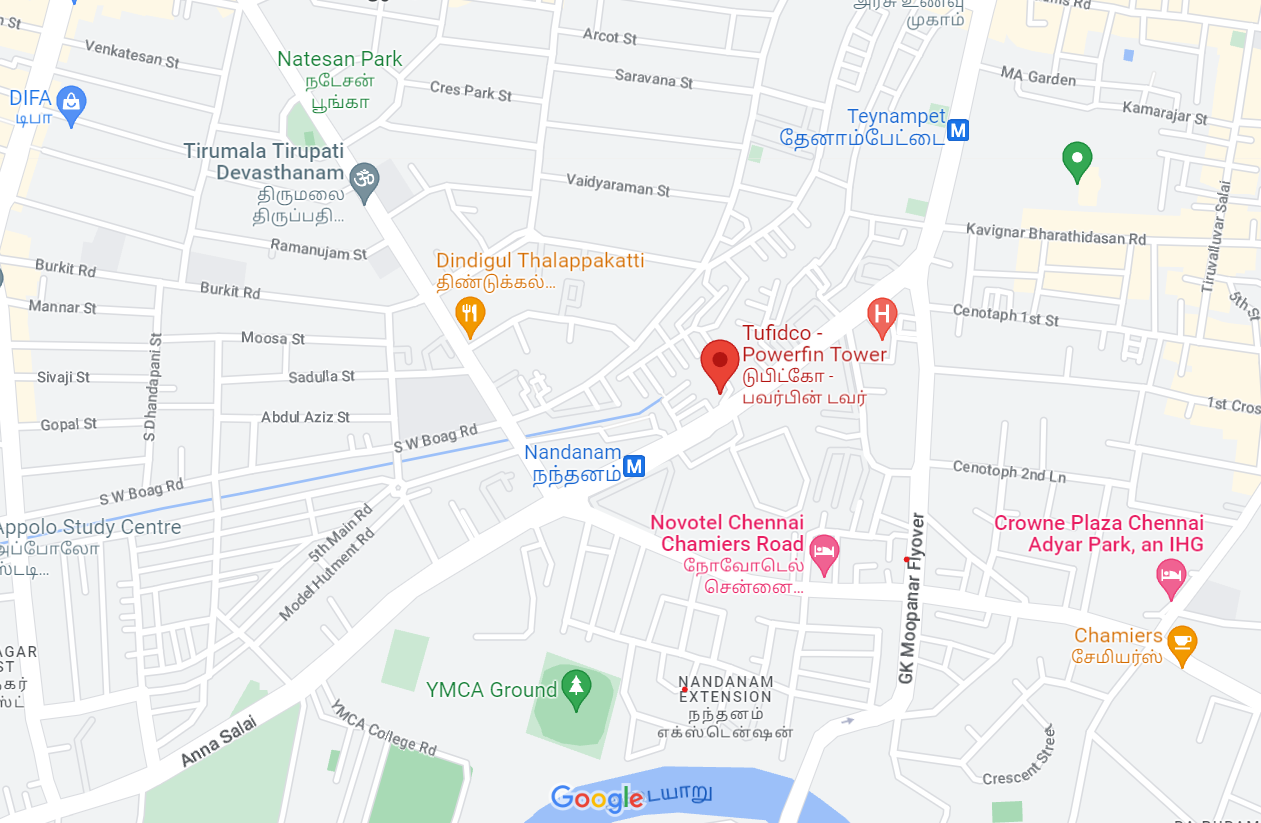 அரசு உணவு
முகாம்
Arcot St
Venkatesan St
Natesan Park
நடேசன்
பூங்கா
Saravana St
MA Garden
Cres Park St
DIFA
டிபா
Kamarajar St
Teynampet
தேனாம்பேட்டை
M
Tirumala Tirupati
Devasthanam
திருமலை
திருப்பதி...
Vaidyaraman St
Tiruvalluvar Salai
Ramanujam St
Kavignar Bharathidasan Rd
Dindigul Thalappakatti
திண்டுக்கல்...
Burkit Rd
Burkit Rd
Mannar St
5th St
Cenotaph 1st St
H
Moosa St
Tufidco -
Powerfin Tower
டுபிட்கோ -
பவர்பின் டவர்
Sivaji St
Sadulla St
S Dhandapani St
1st Cros
Gopal St
Abdul Aziz St
S W Boag Rd
Nandanam
நந்தனம்
M
Cenotoph 2nd Ln
S W Boag Rd
Appolo Study Centre
அப்போலோ
ஸ்டடி...
5th Main Rd
Model Hutment Rd
Novotel Chennai
Chamiers Road
நோவோடெல்
சென்னை...
GK Moopanar Flyover
Crowne Plaza Chennai
Adyar Park, an IHG
Chamiers
சேமியர்ஸ்
AGAR
ST
YMCA Ground
NANDANAM
EXTENSION
நந்தனம்
எக்ஸ்டென்ஷன்
Anna Salai
YMCA College Rd
Crescent Street
Google
டையாறு